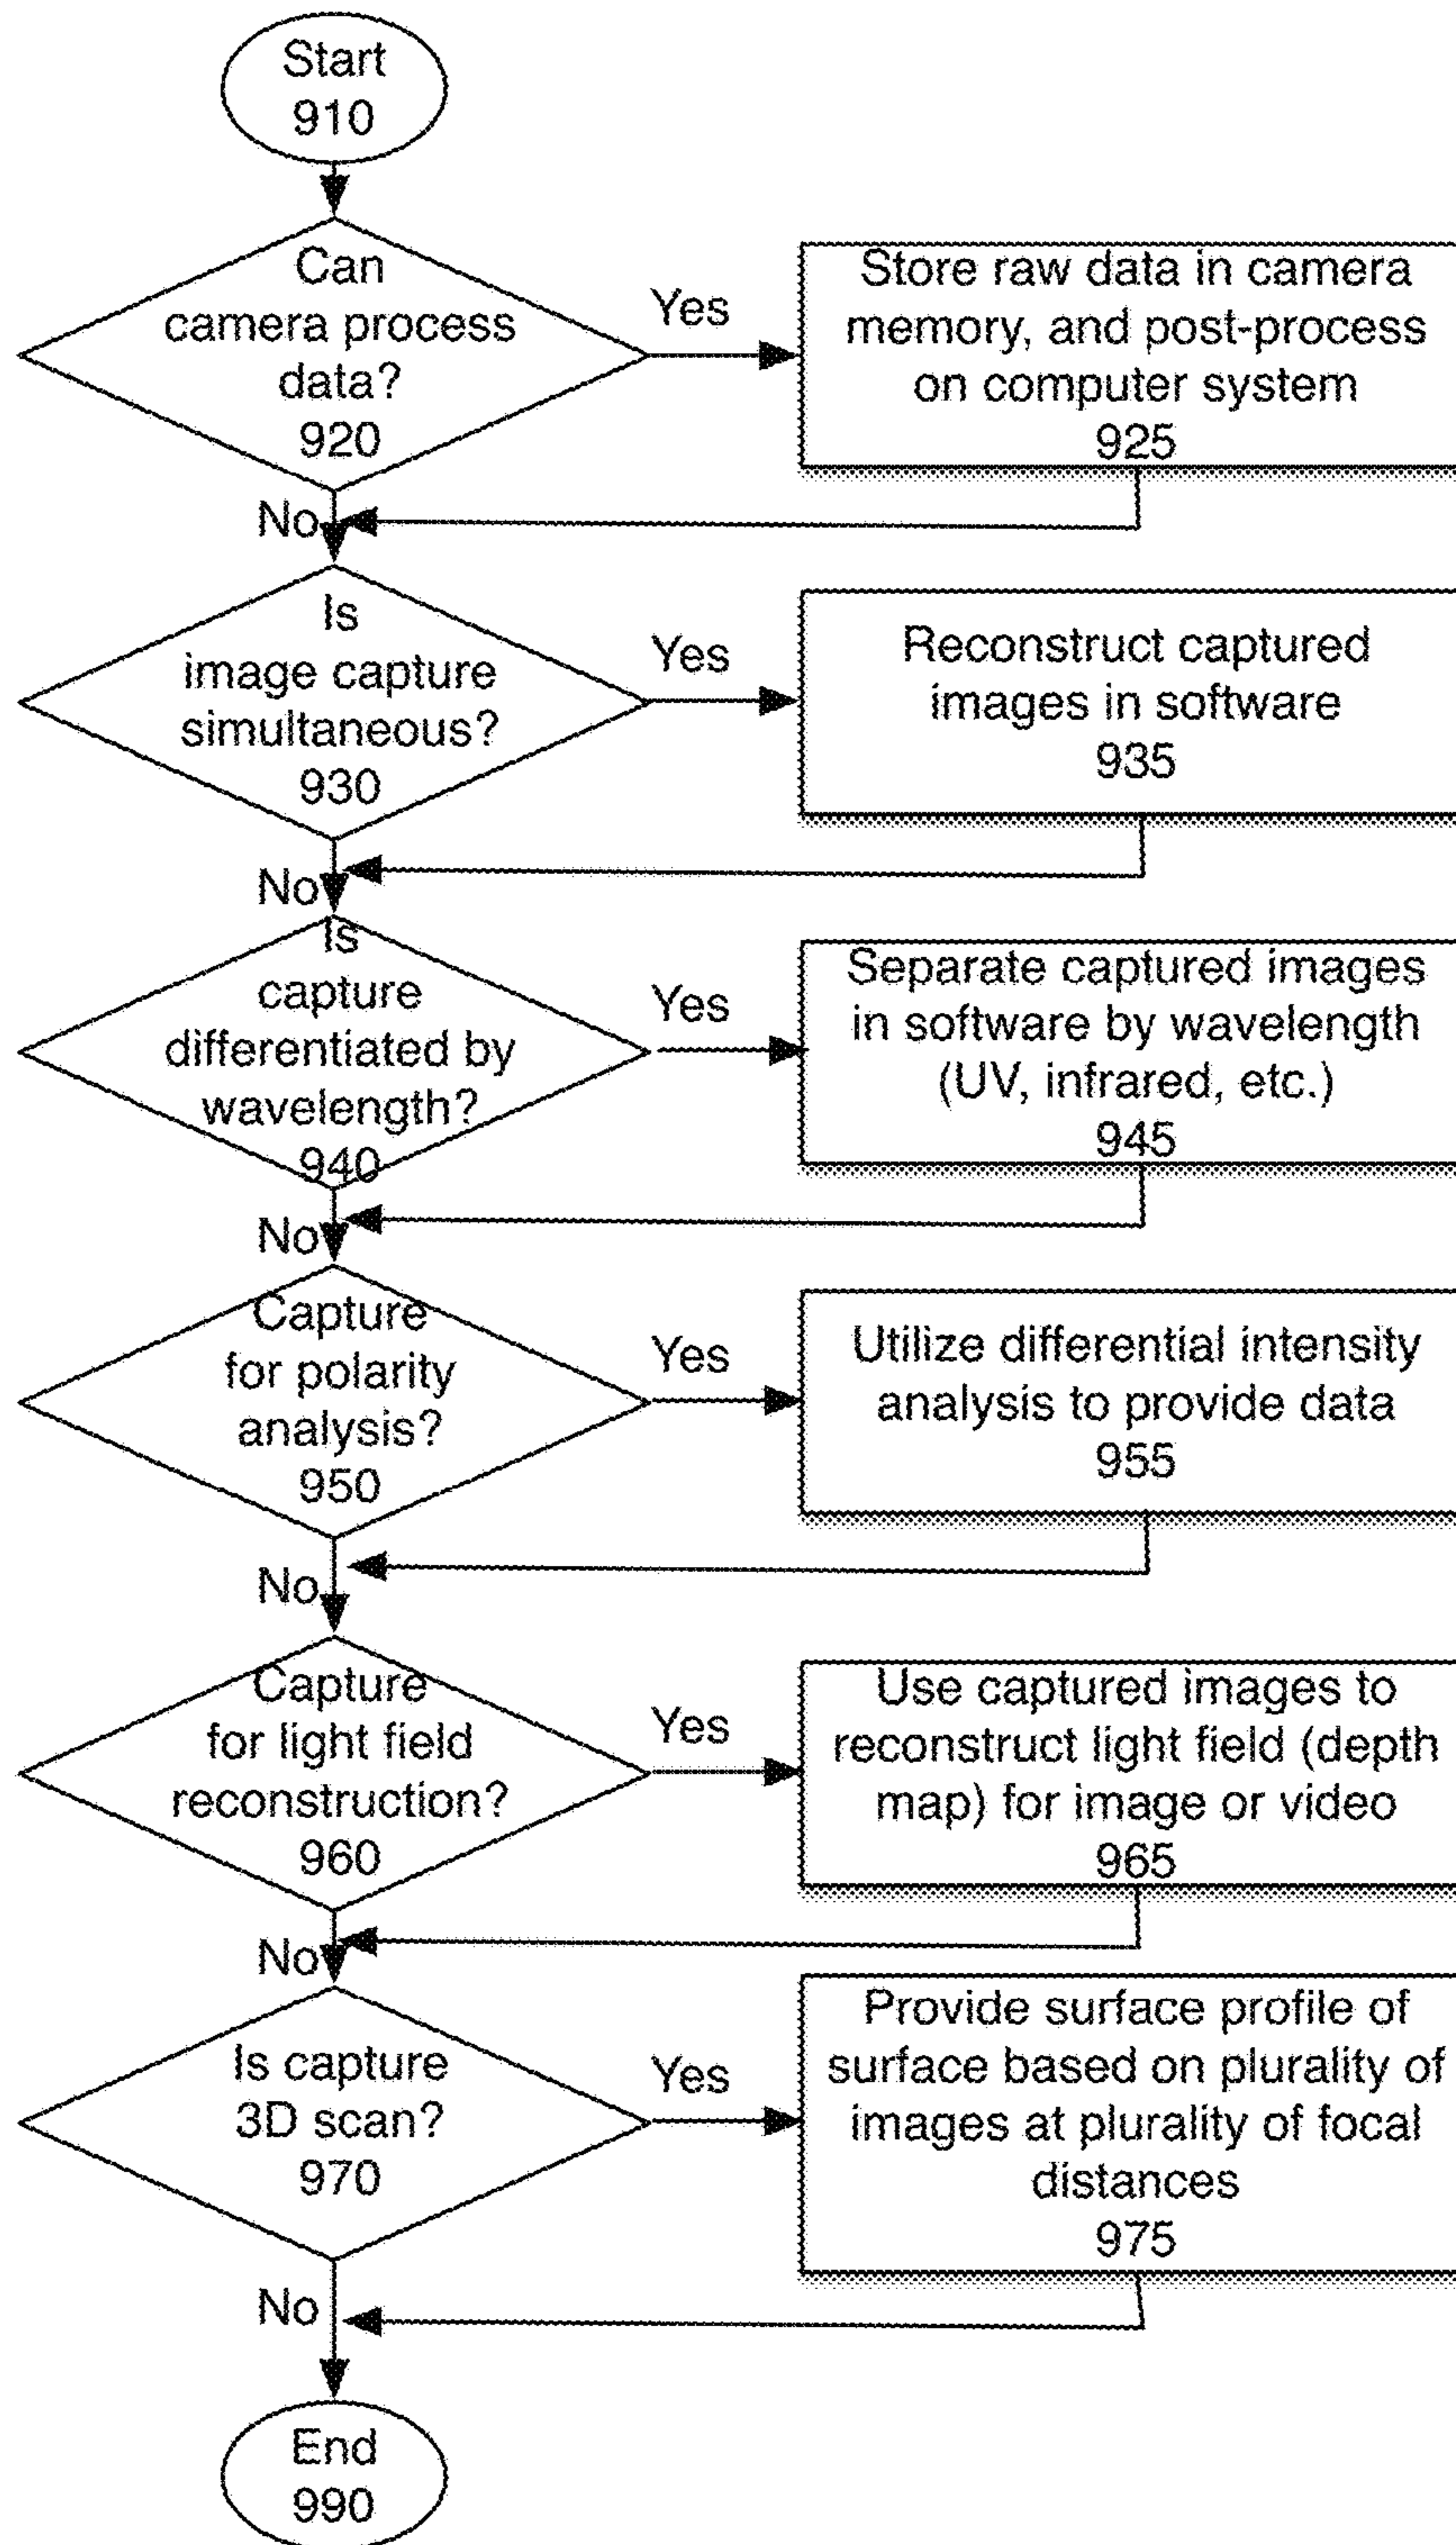 Start
910
Can
camera process
data?
920
Yes
Store raw data in camera
memory, and post-process
on computer system
925
No
Is
image capture
simultaneous?
930
Yes
Reconstruct captured
images in software
935
No
Is
capture
differentiated by
wavelength?
940
Yes
Separate captured images
in software by wavelength
(UV, infrared, etc.)
945
No
Capture
for polarity
analysis?
950
Yes
Utilize differential intensity
analysis to provide data
955
No
Capture
for light field
reconstruction?
960
Yes
Use captured images to
reconstruct light field (depth
map) for image or video
965
No
Is capture
3D scan?
970
Yes
Provide surface profile of
surface based on plurality of
images at plurality of focal
distances
975
No
End
990